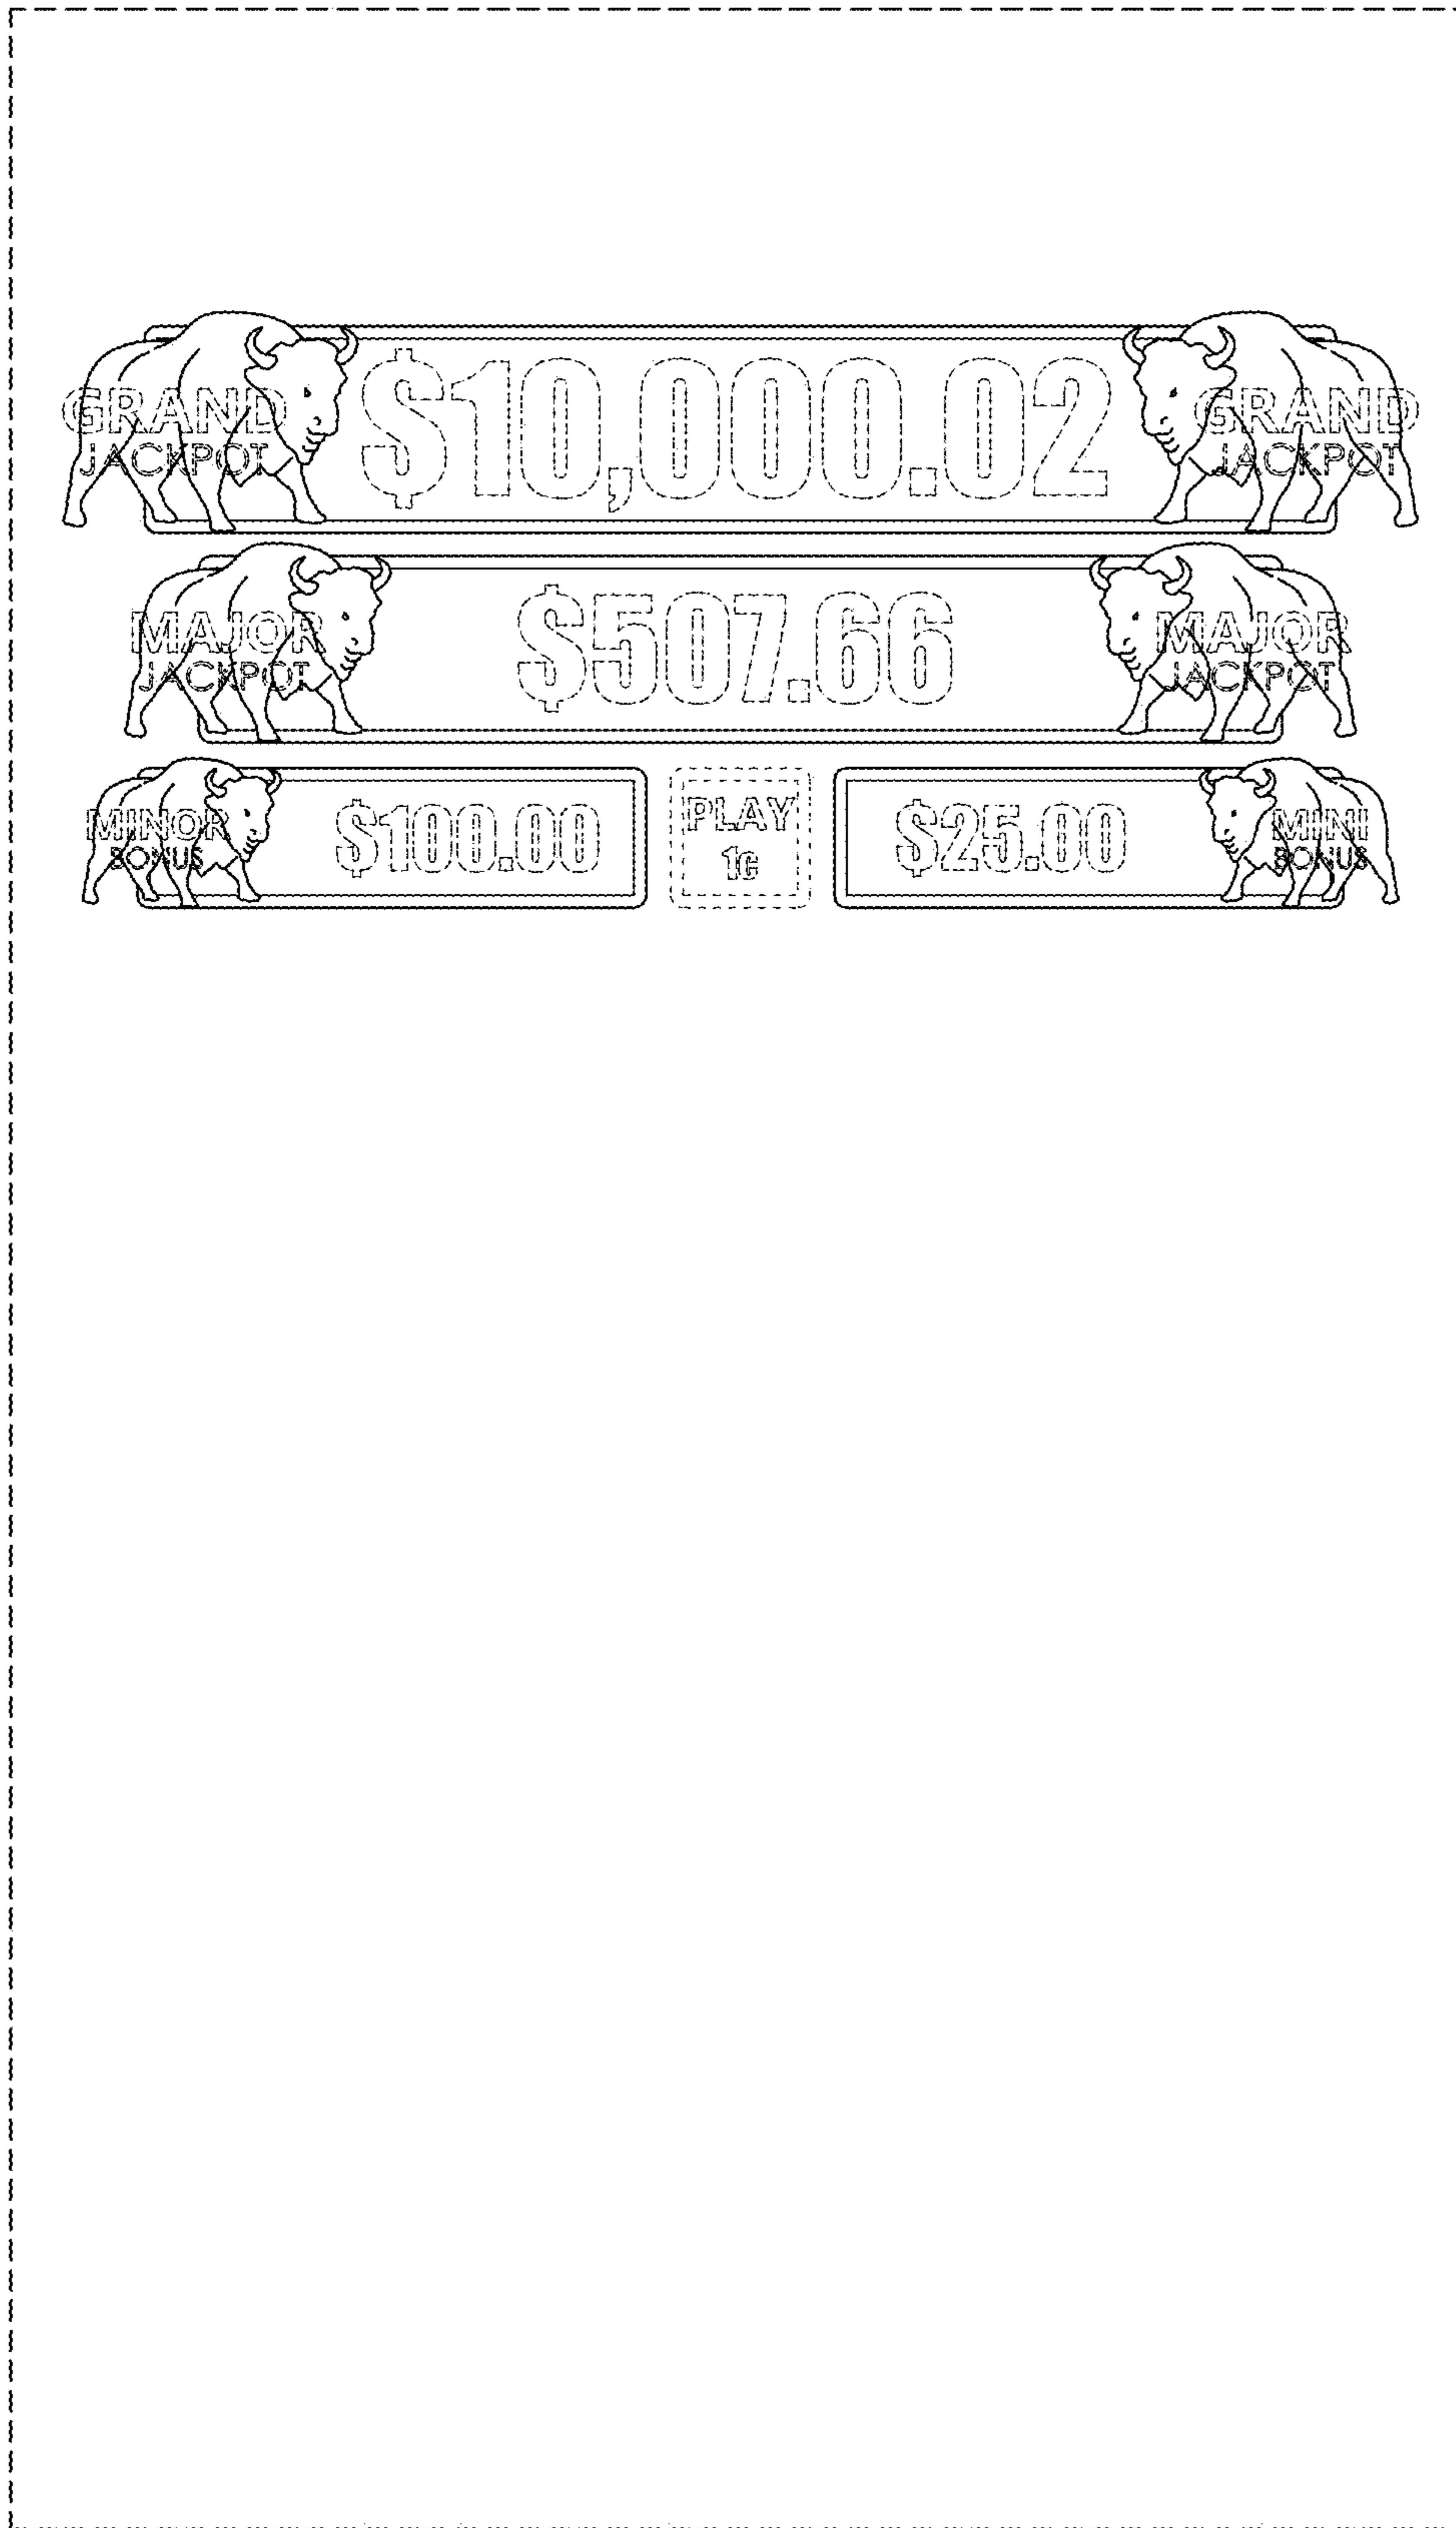 GRAND JACKPOT $10,000.02 GRAND JACKPOT
MAJOR JACKPOT $507.66 MAJOR JACKPOT
MINOR BONUS $100.00 PLAY 1c $25.00 MINI BONUS